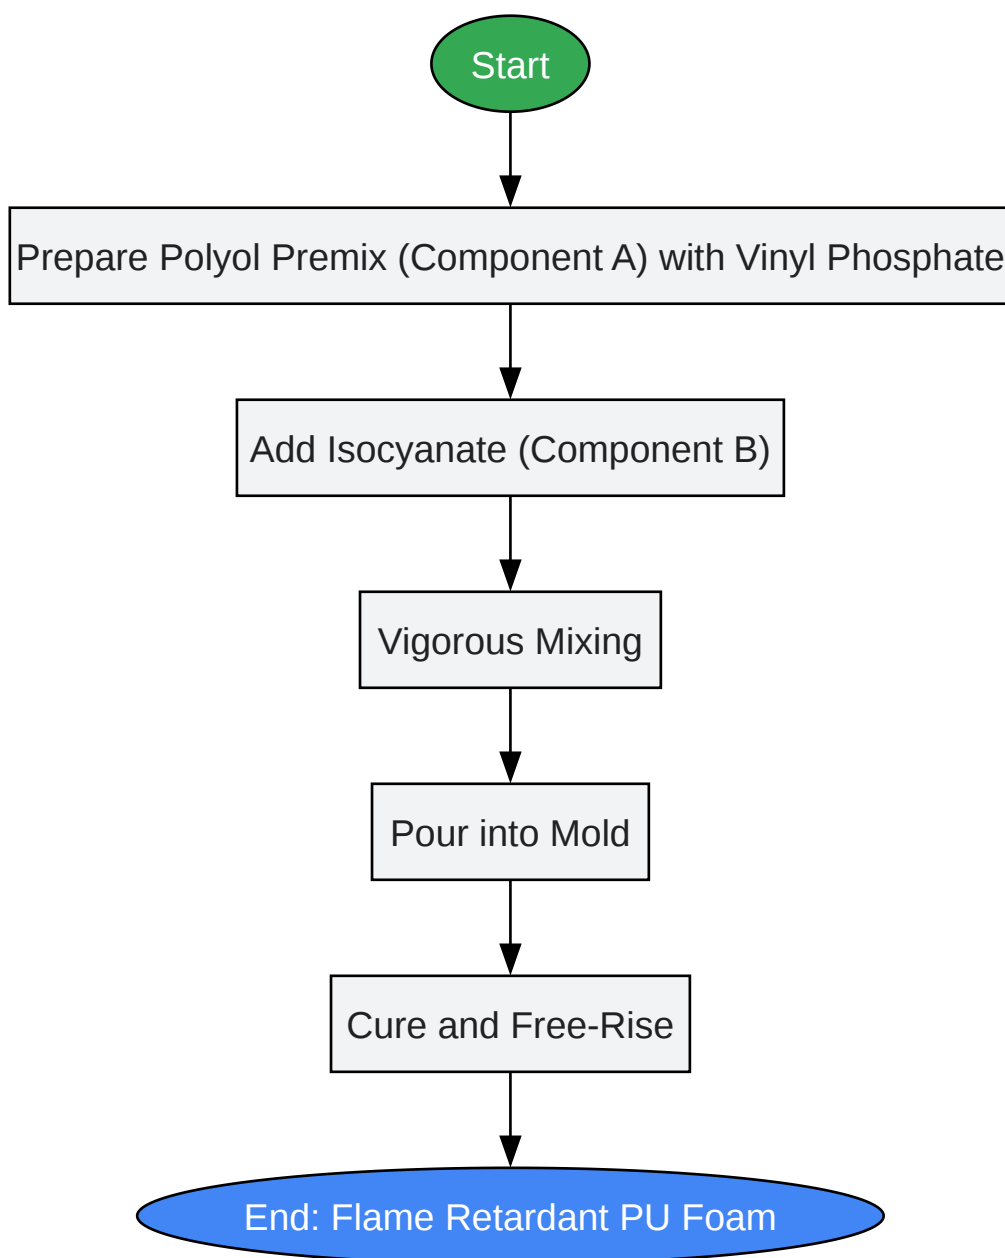 Start
Prepare Polyol Premix (Component A) with Vinyl Phosphate
Add Isocyanate (Component B)
Vigorous Mixing
Pour into Mold
Cure and Free-Rise
End: Flame Retardant PU Foam